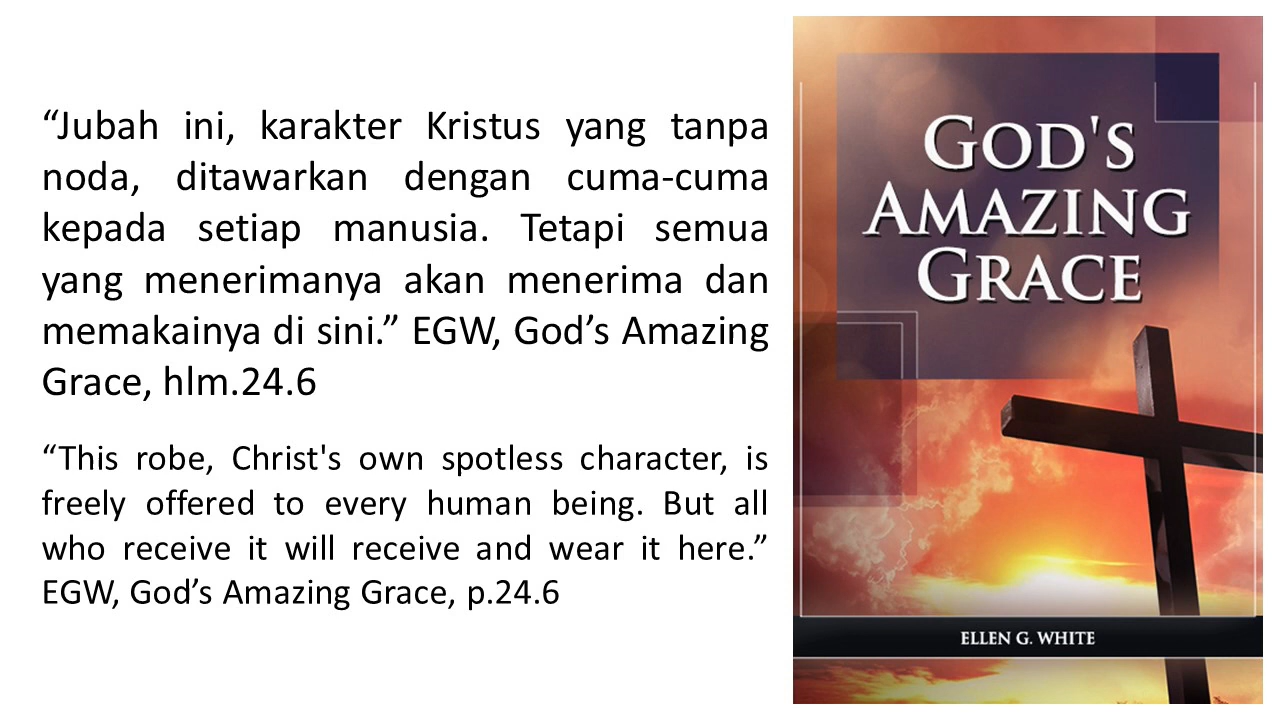 “Jubah ini, karakter Kristus yang tanpa
noda, ditawarkan dengan cuma-cuma
kepada setiap manusia. Tetapi semua
yang menerimanya akan menerima dan
memakainya di sini.” EGW, God’s Amazing
Grace, hlm.24.6
“This robe, Christ's own spotless character, is
freely offered to every human being. But all
who receive it will receive and wear it here.”
EGW, God’s Amazing Grace, p.24.6
GOD'S
AMAZING
GRACE
ELLEN G. WHITE